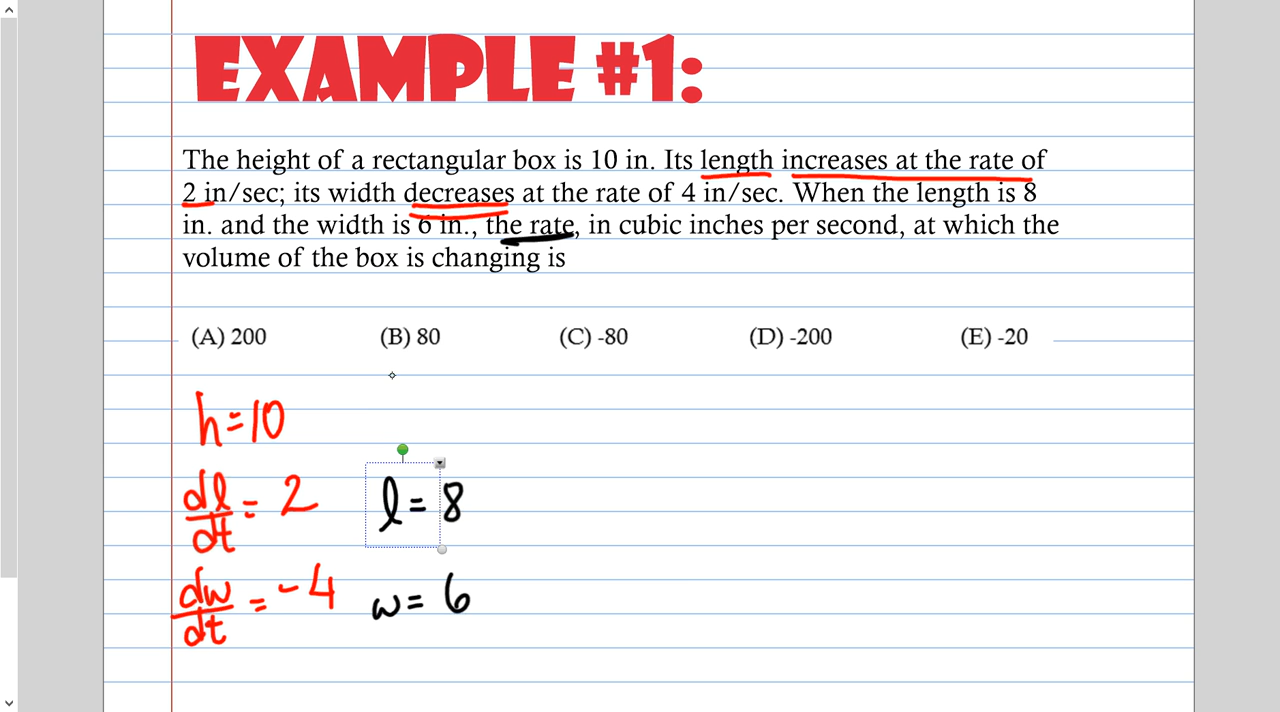 EXAMPLE #1:
The height of a rectangular box is 10 in. Its length increases at the rate of
2 in/sec; its width decreases at the rate of 4 in/sec. When the length is 8
in. and the width is 6 in., the rate, in cubic inches per second, at which the
volume of the box is changing is
(A) 200 (B) 80 (C) -80 (D) -200 (E) -20
h=10
dl/dt = 2 l = 8
dw/dt = -4 w = 6